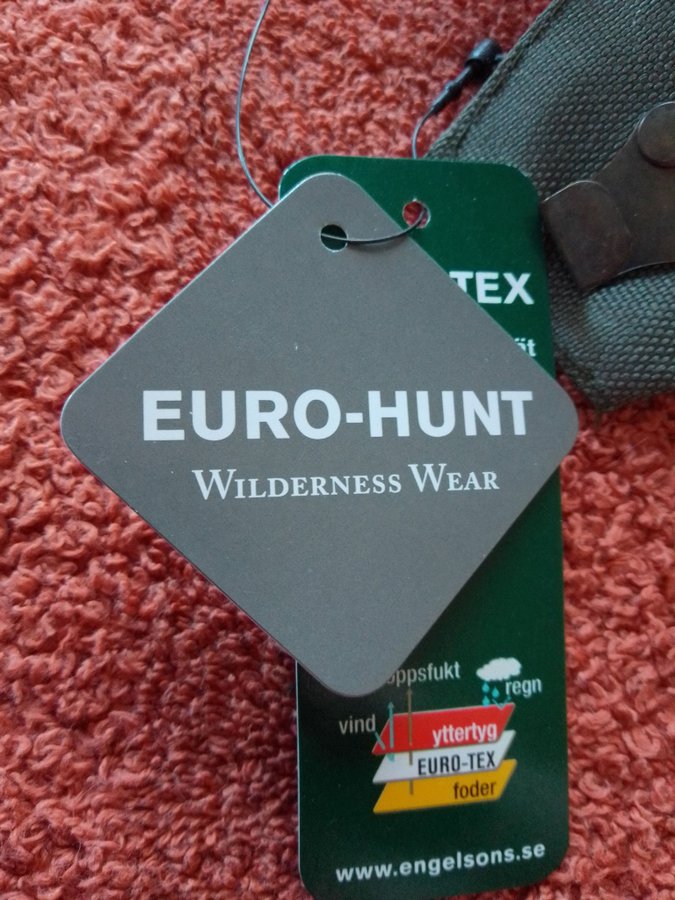 EURO-HUNT
WILDERNESS WEAR
-TEX
vind
regn
yttertyg
EURO-TEX
foder
www.engelsons.se